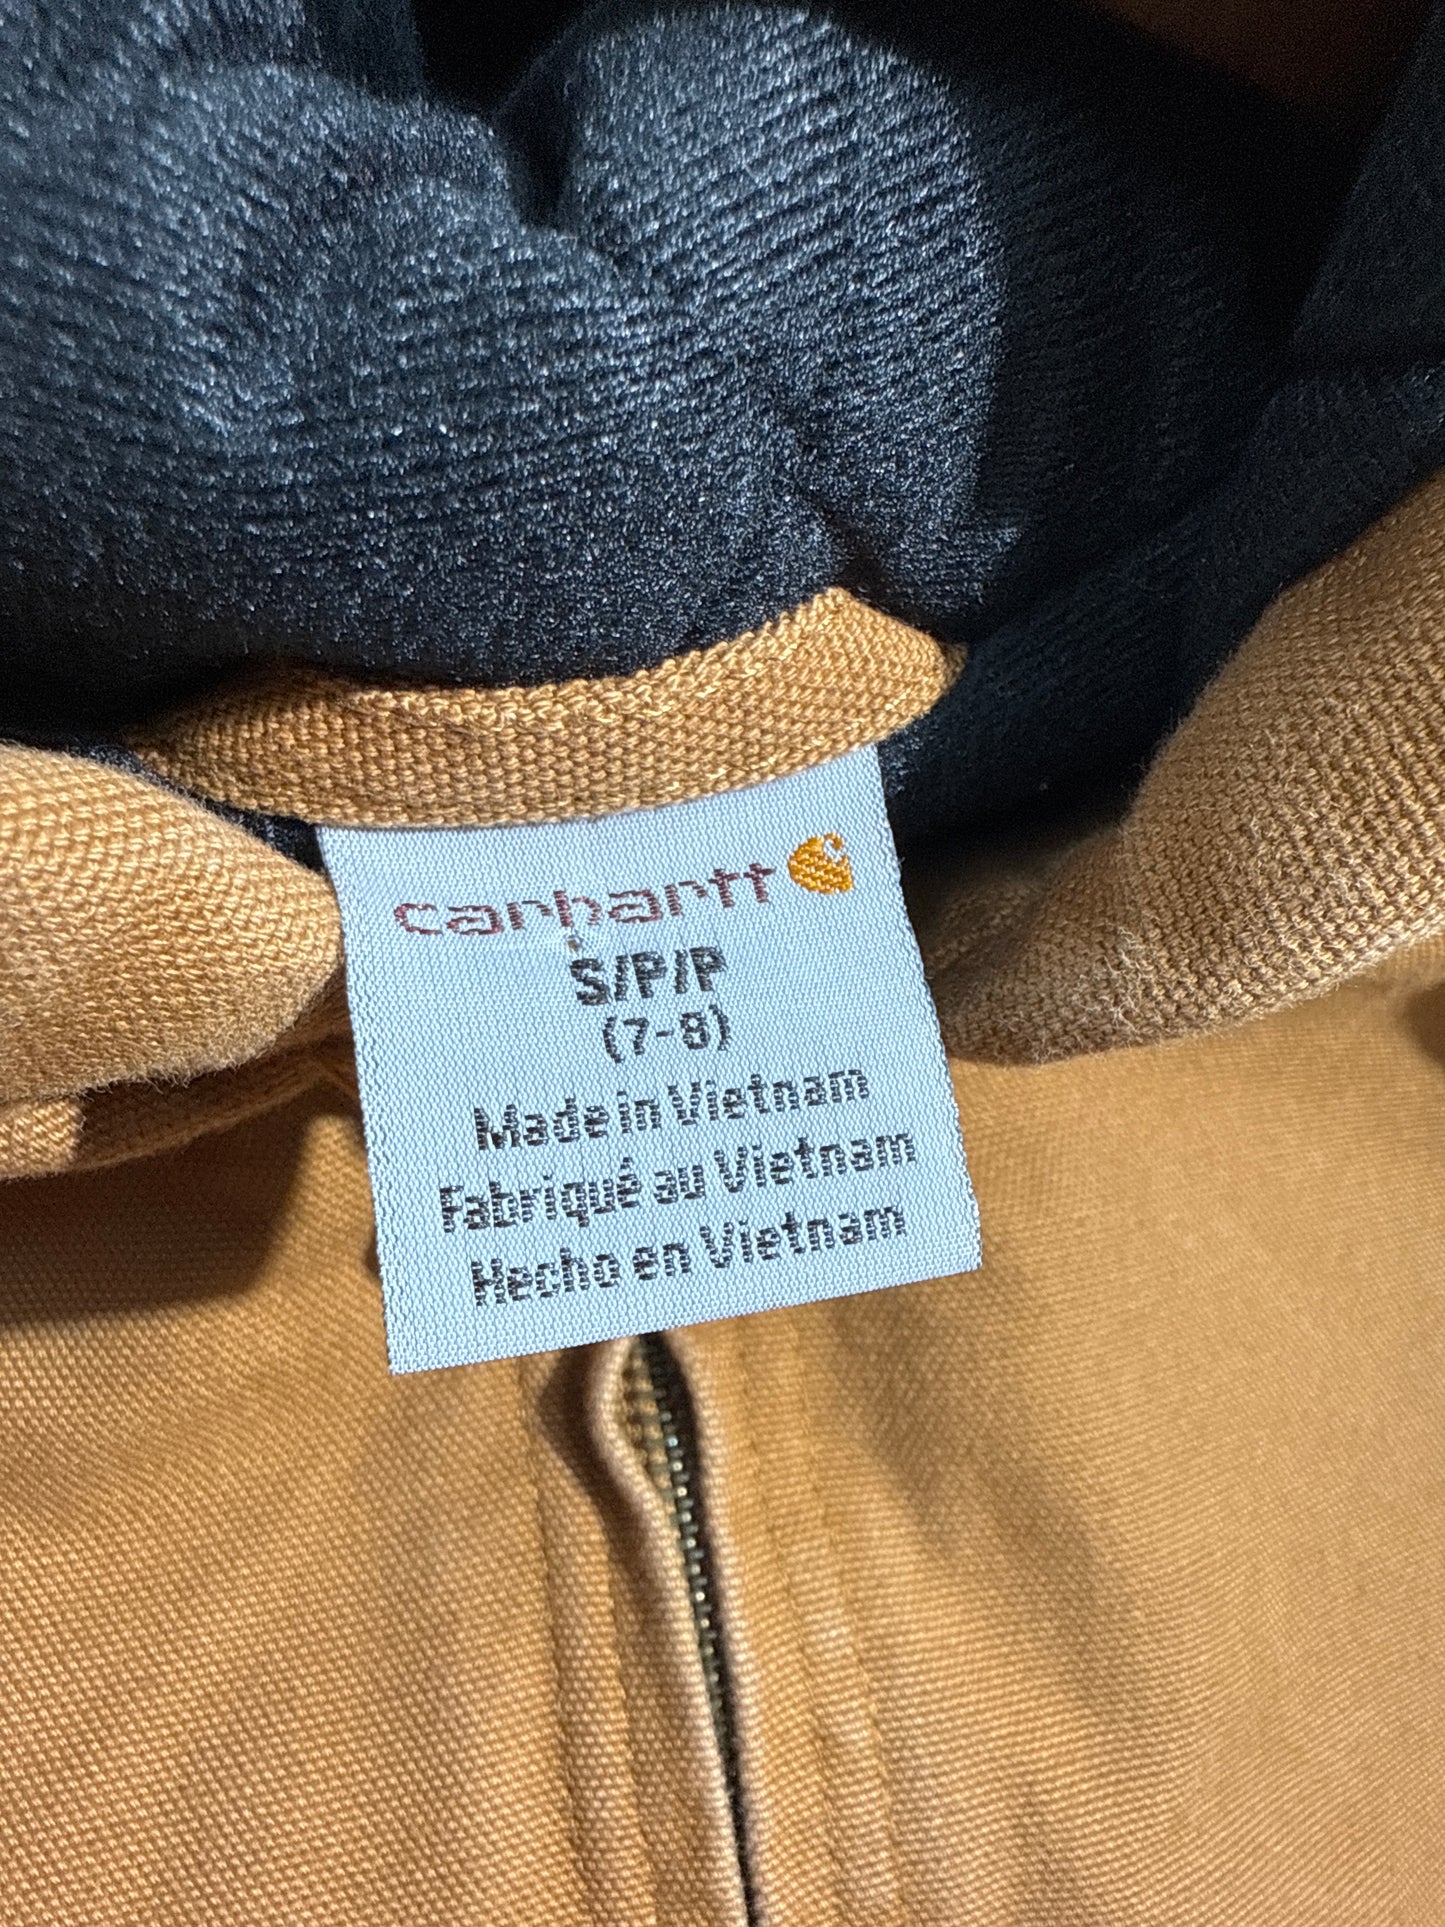 carhartt
S/P/P
(7-8)
Made in Vietnam
Fabriqué au Vietnam
Hecho en Vietnam